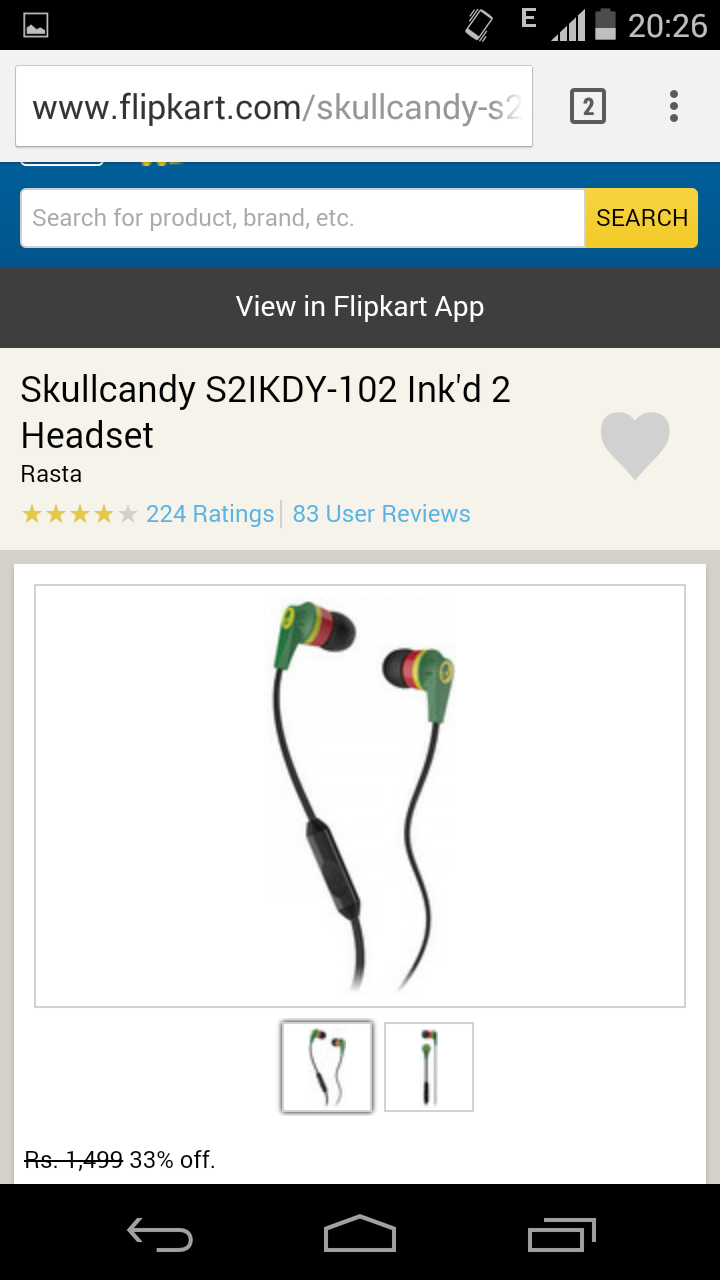 E 20:26
www.flipkart.com/skullcandy-s2
2
Search for product, brand, etc. SEARCH
View in Flipkart App
Skullcandy S2IKDY-102 Ink'd 2
Headset
Rasta
224 Ratings 83 User Reviews
Rs. 1,499 33% off.